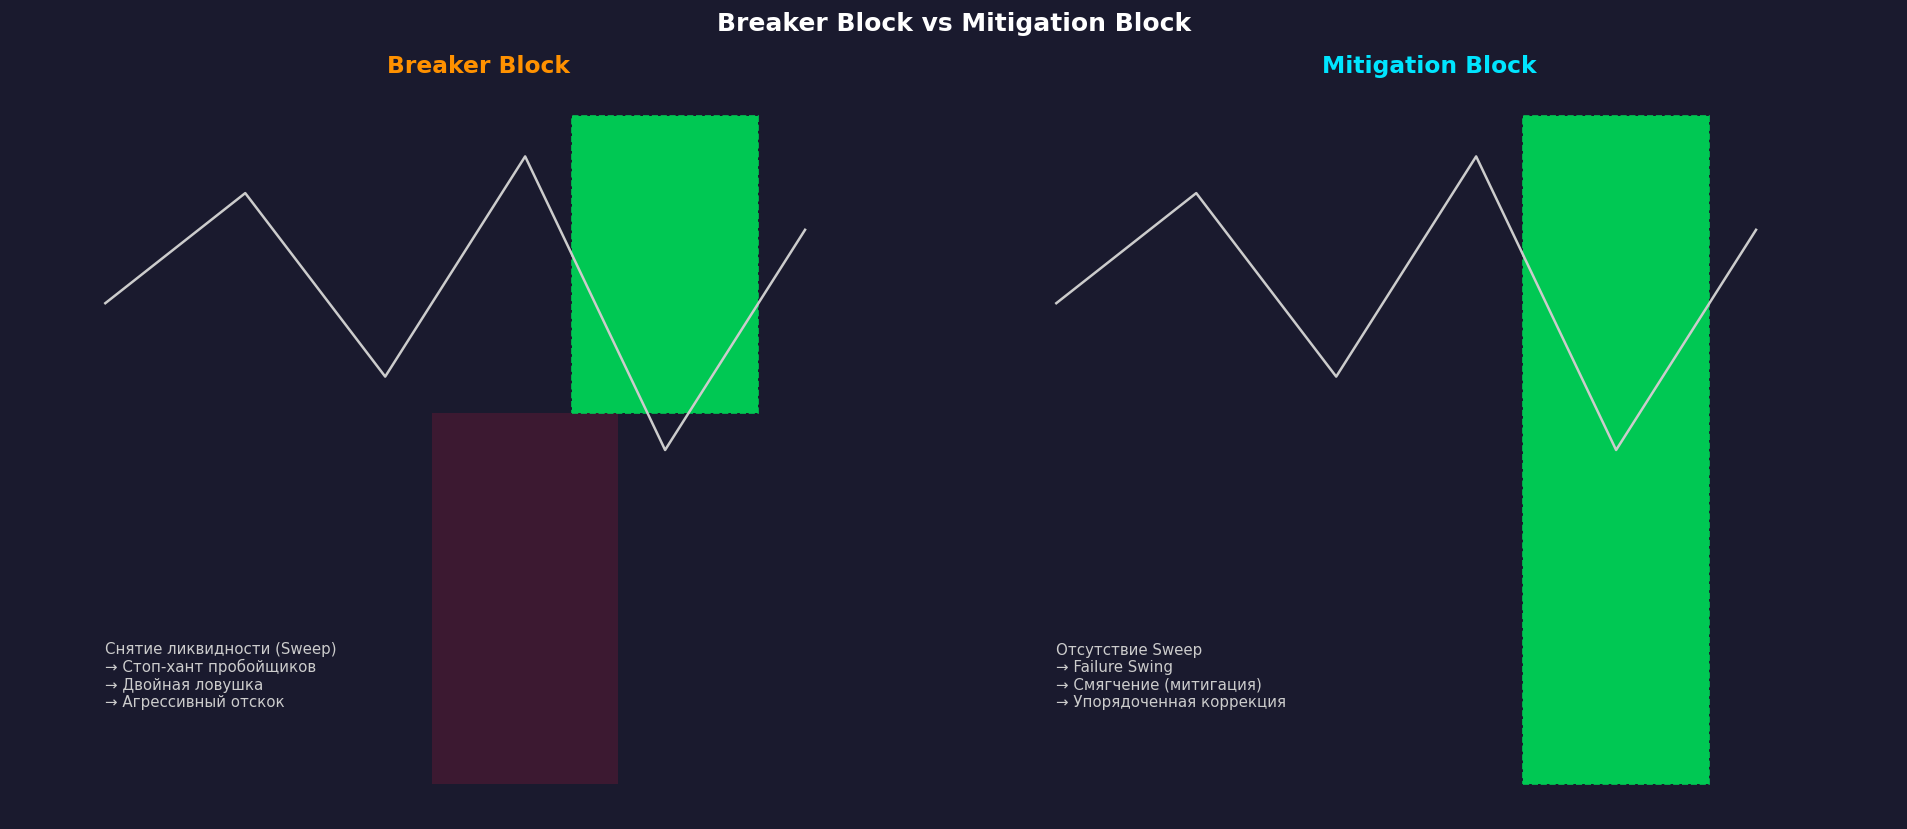 Breaker Block vs Mitigation Block
Breaker Block
Mitigation Block
Снятие ликвидности (Sweep)
→ Стоп-хант пробойщиков
→ Двойная ловушка
→ Агрессивный отскок
Отсутствие Sweep
→ Failure Swing
→ Смягчение (митигация)
→ Упорядоченная коррекция